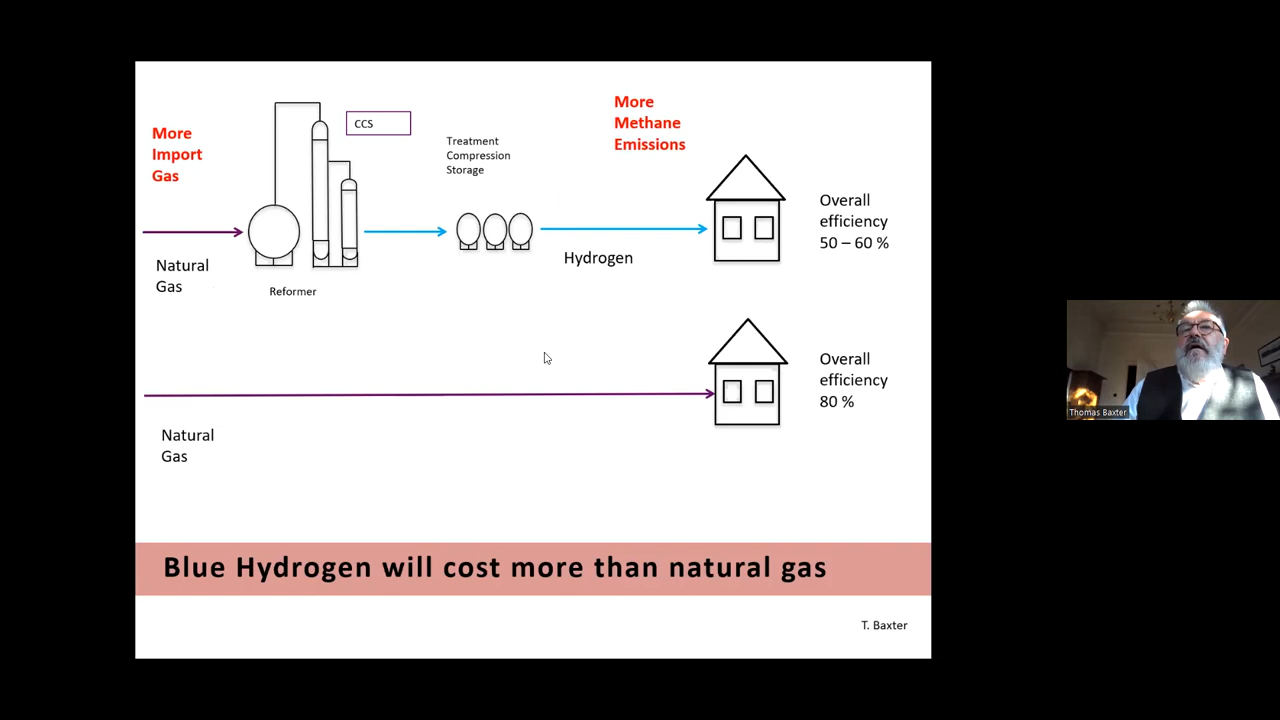 More
Import
Gas
CCS
Treatment
Compression
Storage
More
Methane
Emissions
Overall
efficiency
50 – 60 %
Natural
Gas
Reformer
Hydrogen
Overall
efficiency
80 %
Natural
Gas
Blue Hydrogen will cost more than natural gas
T. Baxter
Thomas Baxter